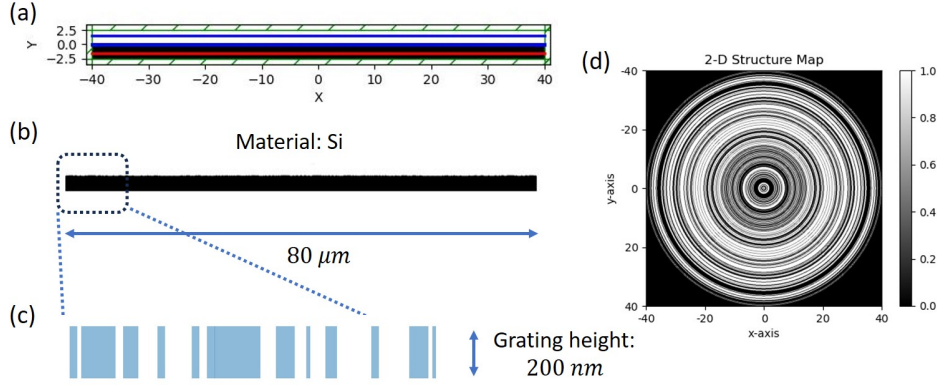 (a)
2.5
0.0
−2.5
Y
−40
−30
−20
−10
0
10
20
30
40
X
(b)
Material: Si
80 μm
(c)
Grating height:
200 nm
(d)
2-D Structure Map
-40
-20
0
20
40
y-axis
-40
-20
0
20
40
x-axis
1.0
0.8
0.6
0.4
0.2
0.0